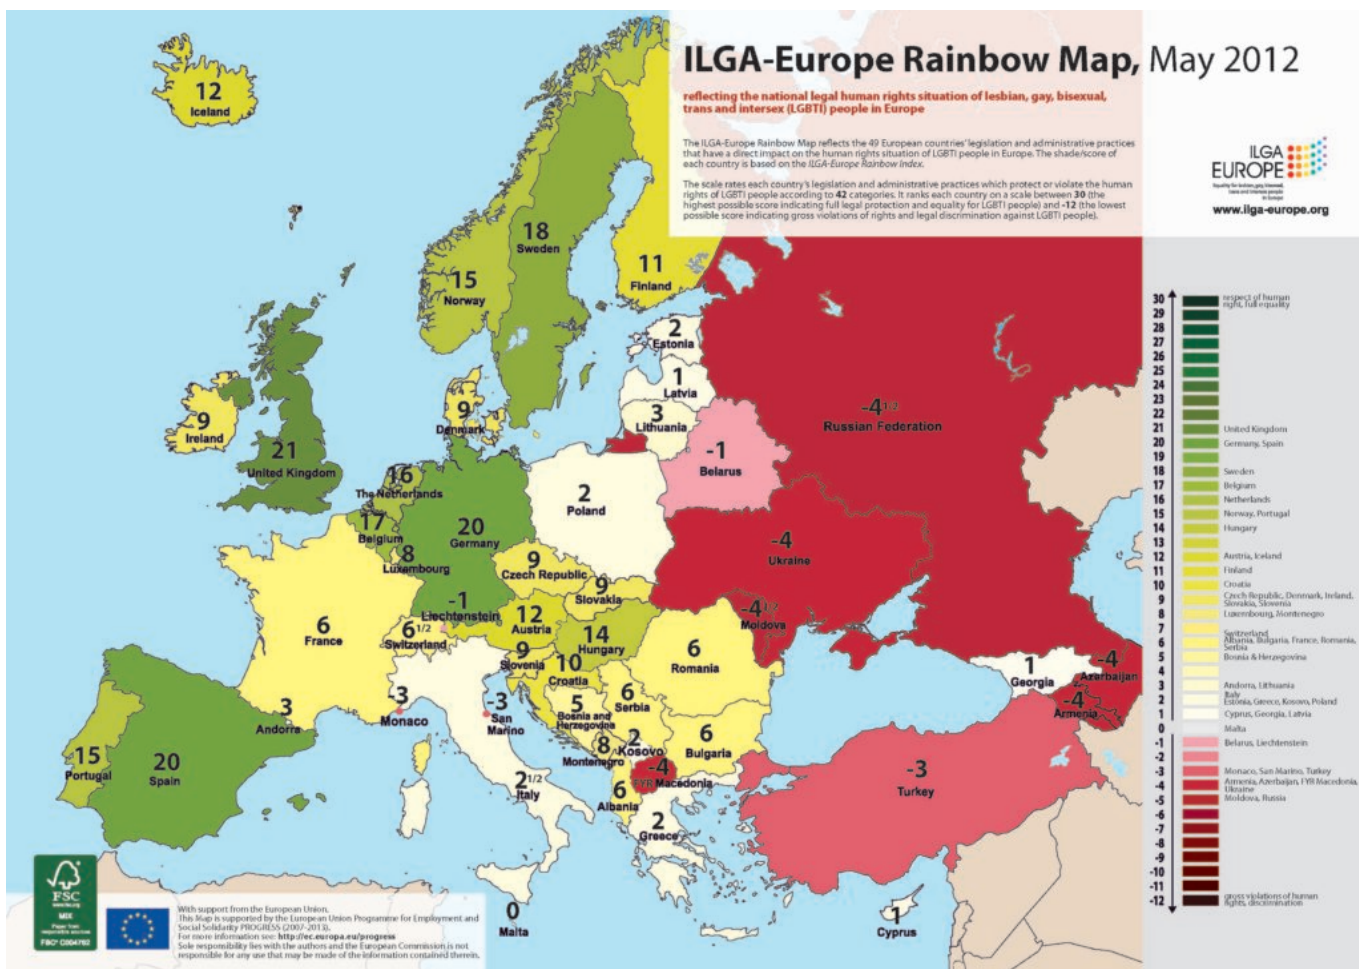 ILGA-Europe Rainbow Map, May 2012
reflecting the national legal human rights situation of lesbian, gay, bisexual,
trans and intersex (LGBTI) people in Europe
The ILGA-Europe Rainbow Map reflects the 49 European countries' legislation and administrative practices
that have a direct impact on the human rights situation of LGBTI people in Europe. The shade/score of
each country is based on the ILGA-Europe Rainbow Index.
The scale rates each country's legislation and administrative practices which protect or violate the human
rights of LGBTI people according to 42 categories. It ranks each country on a scale between 30 (the
highest possible score indicating full legal protection and equality for LGBTI people) and -12 (the lowest
possible score indicating gross violations of rights and legal discrimination against LGBTI people).
ILGA
EUROPE
Equality for lesbian, gay, bisexual,
trans and intersex people
in Europe
www.ilga-europe.org
12
Iceland
18
Sweden
15
Norway
11
Finland
2
Estonia
1
Latvia
3
Lithuania
9
Ireland
21
United Kingdom
9
Denmark
-4 1/2
Russian Federation
-1
Belarus
16
The Netherlands
17
Belgium
8
Luxembourg
20
Germany
2
Poland
-4
Ukraine
9
Czech Republic
9
Slovakia
-1
Liechtenstein
12
Austria
14
Hungary
-4 1/2
Moldova
6
France
6 1/2
Switzerland
9
Slovenia
10
Croatia
6
Romania
1
Georgia
-4
Azerbaijan
-4
Armenia
3
Andorra
-3
Monaco
-3
San
Marino
5
Bosnia and
Herzegovina
6
Serbia
8
Montenegro
2
Kosovo
6
Bulgaria
15
Portugal
20
Spain
2 1/2
Italy
6
Albania
-4
FYR Macedonia
2
Greece
-3
Turkey
0
Malta
1
Cyprus
30 respect of human
right, full equality
29
28
27
26
25
24
23
22
21 United Kingdom
20 Germany, Spain
19
18 Sweden
17 Belgium
16 Netherlands
15 Norway, Portugal
14 Hungary
13
12 Austria, Iceland
11 Finland
10 Croatia
9 Czech Republic, Denmark, Ireland,
Slovakia, Slovenia
8 Luxembourg, Montenegro
7 Switzerland
6 Albania, Bulgaria, France, Romania,
Serbia
5 Bosnia & Herzegovina
4
3 Andorra, Lithuania
Italy
2 Estonia, Greece, Kosovo, Poland
1 Cyprus, Georgia, Latvia
0 Malta
-1 Belarus, Liechtenstein
-2
-3 Monaco, San Marino, Turkey
-4 Armenia, Azerbaijan, FYR Macedonia,
Ukraine
-5 Moldova, Russia
-6
-7
-8
-9
-10
-11
-12 gross violations of human
rights, discrimination
FSC
www.fsc.org
MIX
Paper from
responsible sources
With support from the European Union.
This Map is supported by the European Union Programme for Employment and
Social Solidarity PROGRESS (2007-2013).
For more information see: http://ec.europa.eu/progress
Sole responsibility lies with the authors and the European Commission is not
responsible for any use that may be made of the information contained therein.